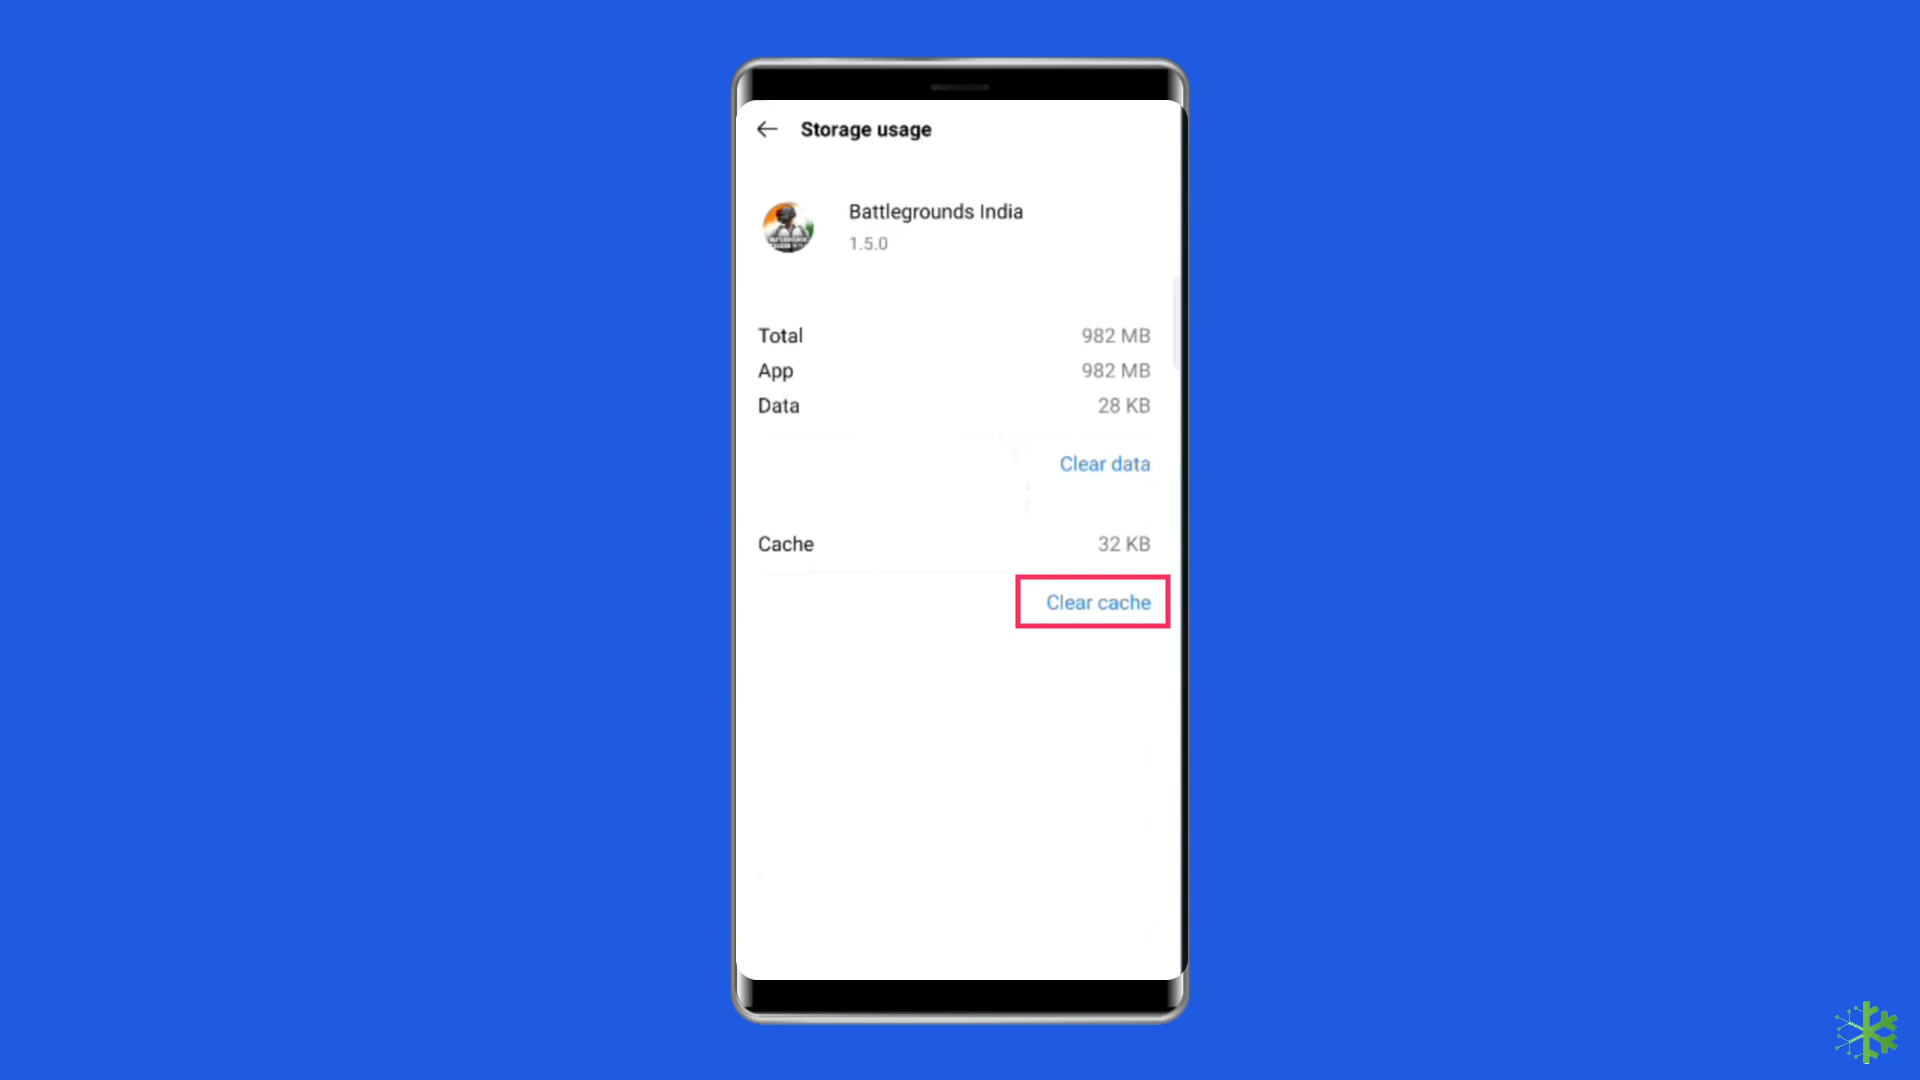 Storage usage
Battlegrounds India
1.5.0
Total 982 MB
App 982 MB
Data 28 KB
Clear data
Cache 32 KB
Clear cache